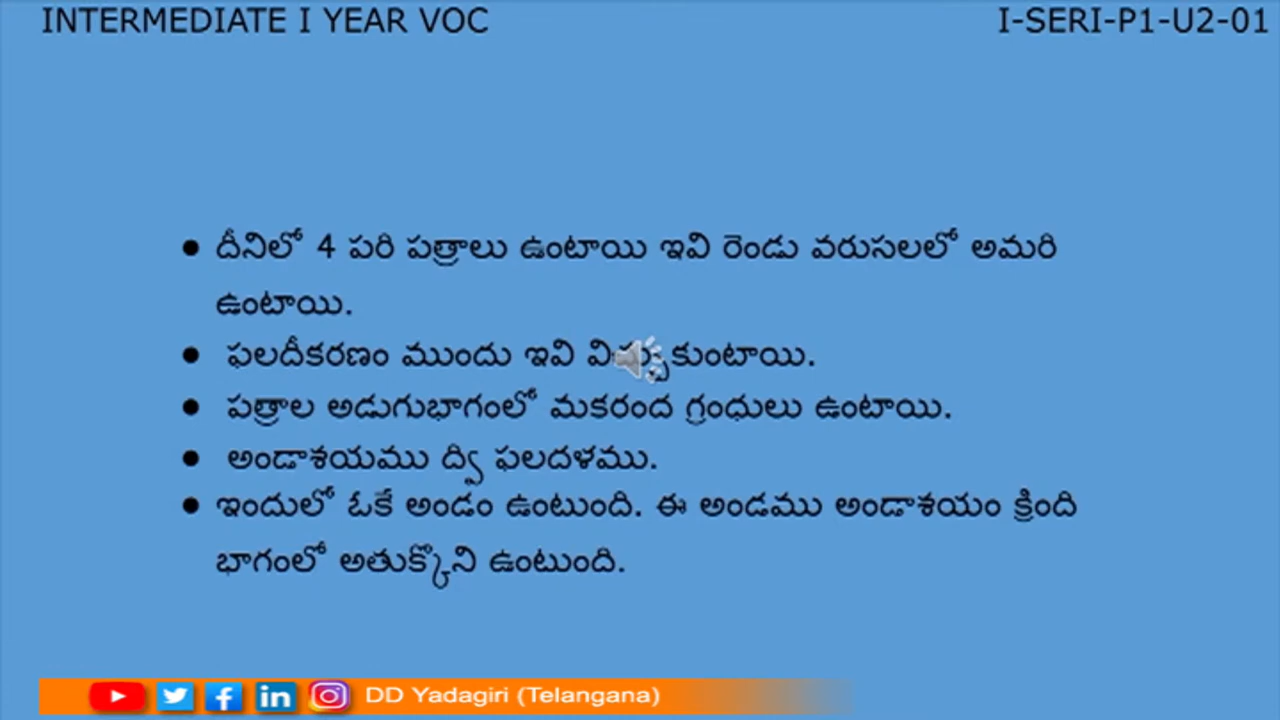 INTERMEDIATE I YEAR VOC
I-SERI-P1-U2-01
● దీనిలో 4 పరి పత్రాలు ఉంటాయి ఇవి రెండు వరుసలలో అమరి
ఉంటాయి.
● ఫలదీకరణం ముందు ఇవి కుంటాయి.
● పత్రాల అడుగుభాగంలో మకరంద గ్రంధులు ఉంటాయి.
● అండాశయము ద్వి ఫలదళము.
● ఇందులో ఓకే అండం ఉంటుంది. ఈ అండము అండాశయం క్రింది
భాగంలో అతుక్కొని ఉంటుంది.
DD Yadagiri (Telangana)